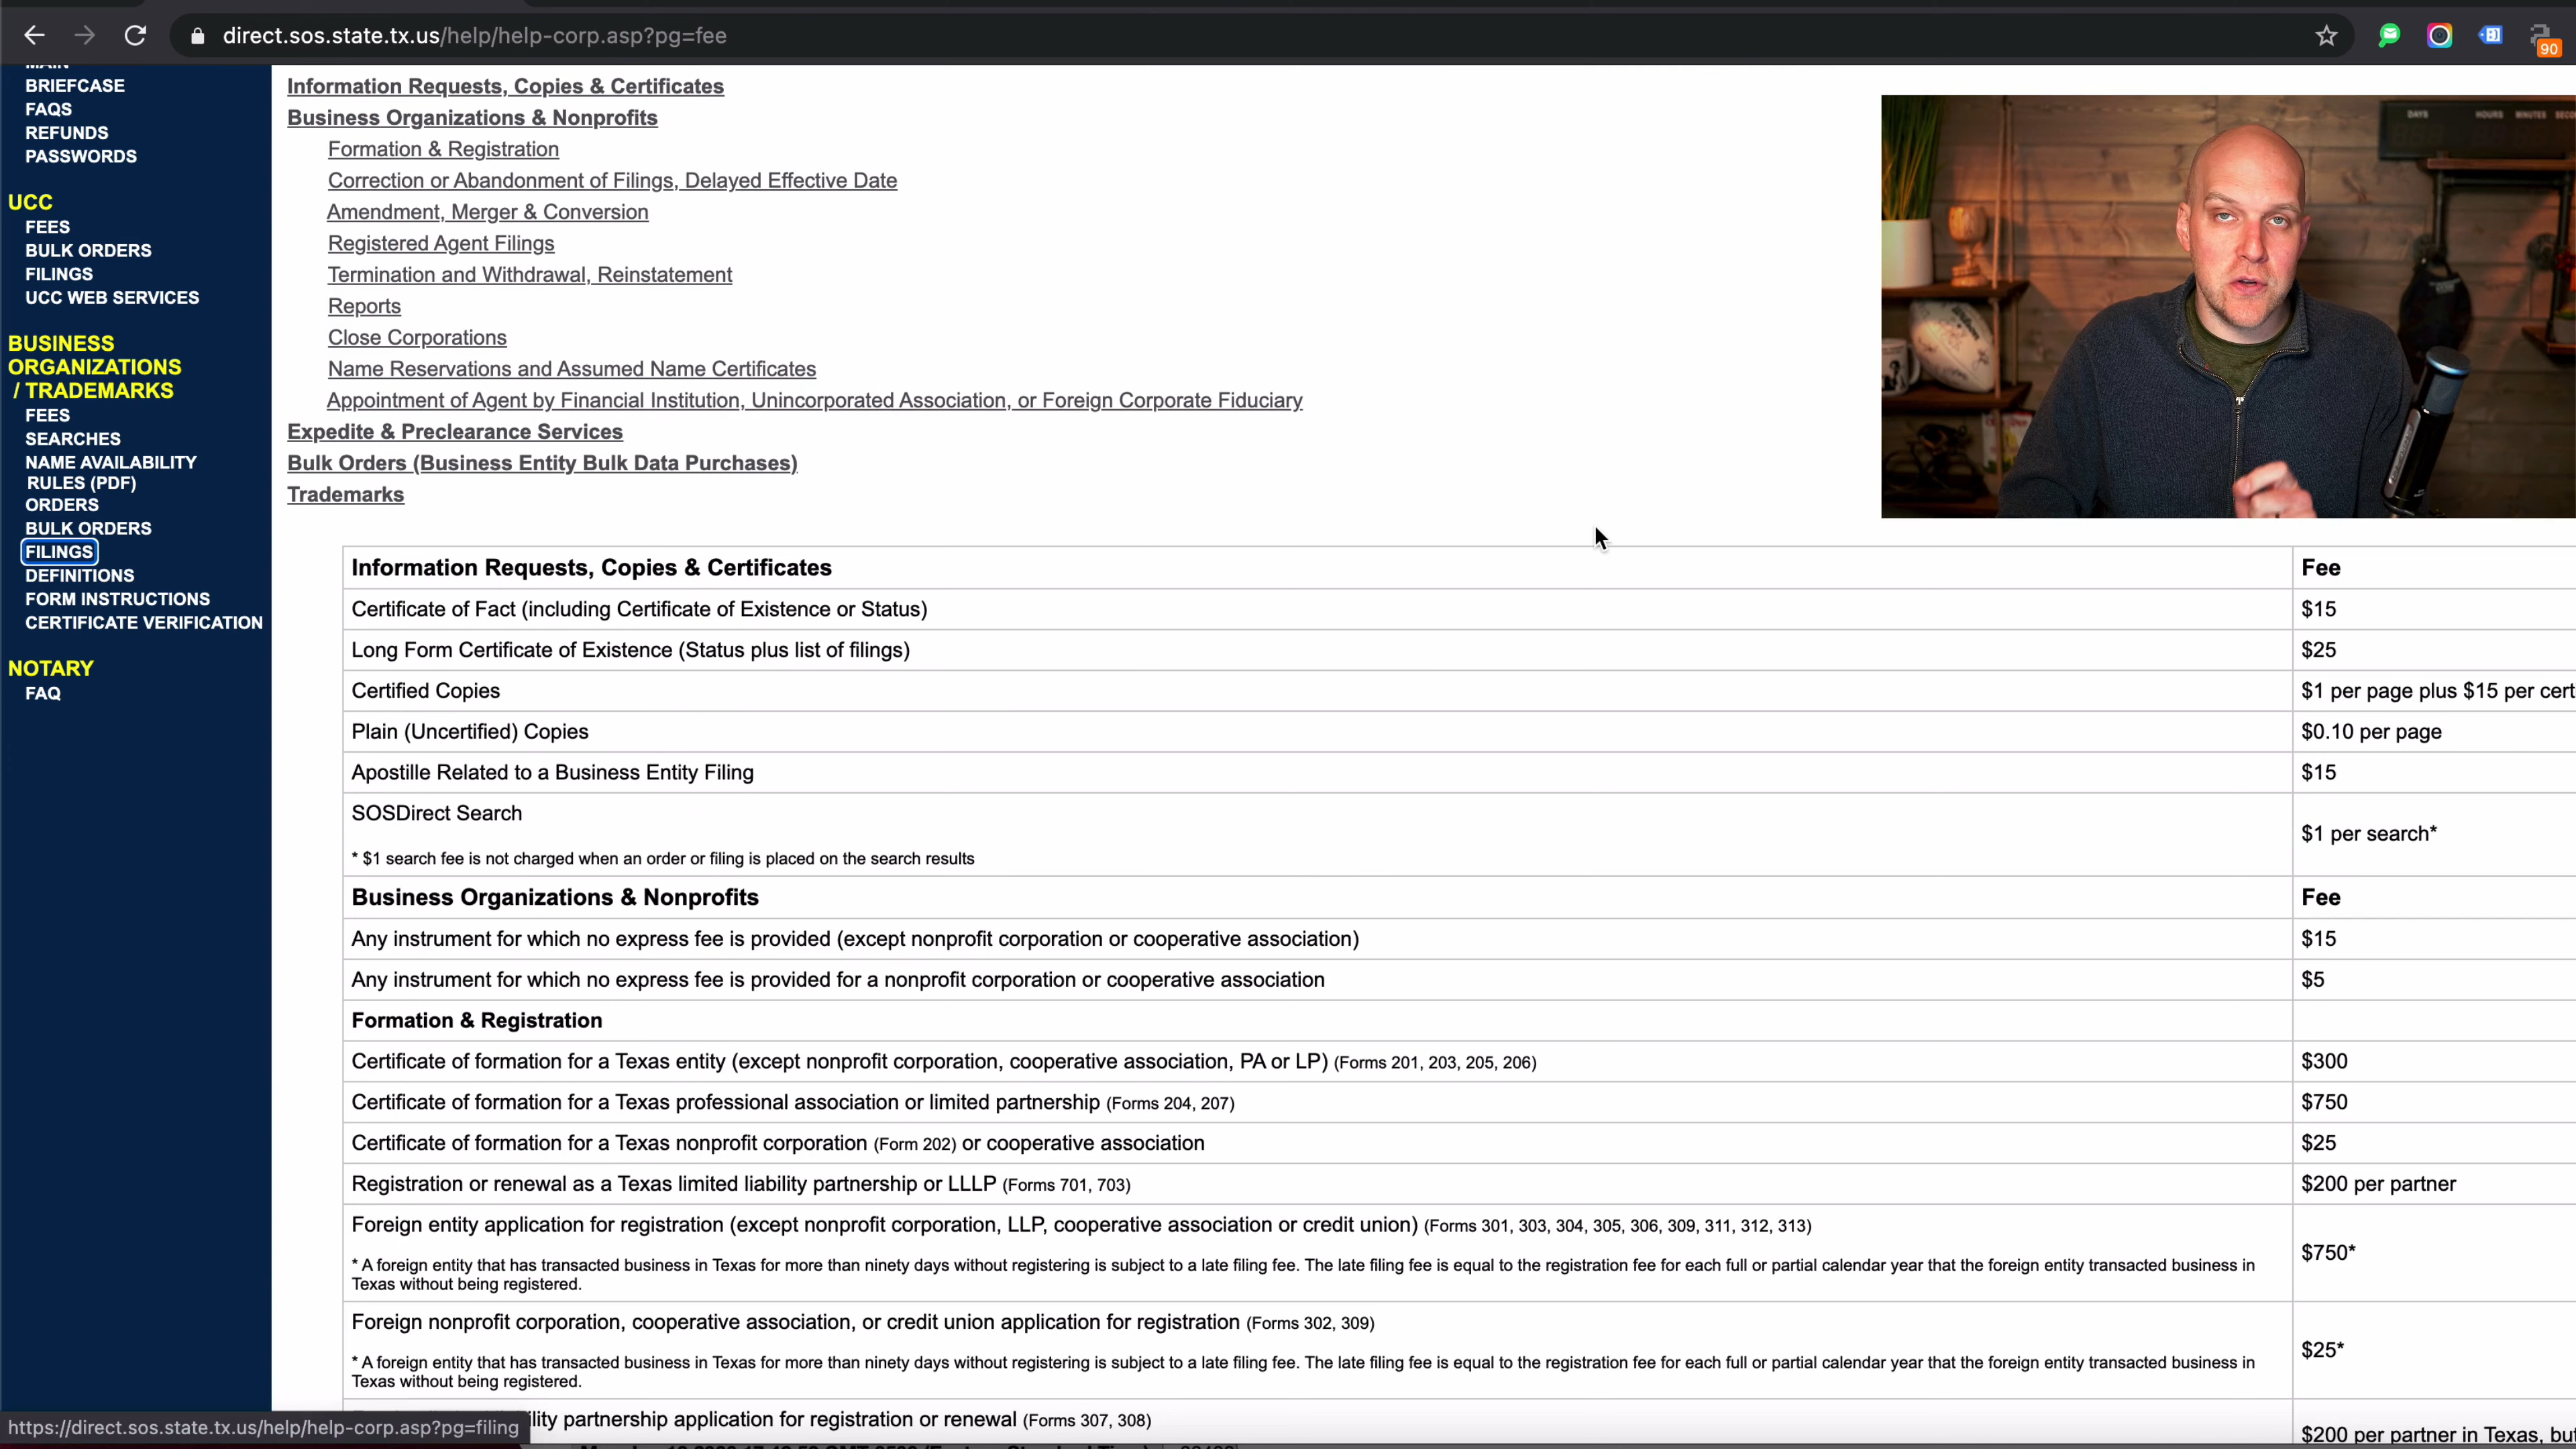 direct.sos.state.tx.us/help/help-corp.asp?pg=fee
90
MAIN
BRIEFCASE
FAQS
REFUNDS
PASSWORDS
UCC
FEES
BULK ORDERS
FILINGS
UCC WEB SERVICES
BUSINESS
ORGANIZATIONS
/ TRADEMARKS
FEES
SEARCHES
NAME AVAILABILITY
RULES (PDF)
ORDERS
BULK ORDERS
FILINGS
DEFINITIONS
FORM INSTRUCTIONS
CERTIFICATE VERIFICATION
NOTARY
FAQ
Information Requests, Copies & Certificates
Business Organizations & Nonprofits
Formation & Registration
Correction or Abandonment of Filings, Delayed Effective Date
Amendment, Merger & Conversion
Registered Agent Filings
Termination and Withdrawal, Reinstatement
Reports
Close Corporations
Name Reservations and Assumed Name Certificates
Appointment of Agent by Financial Institution, Unincorporated Association, or Foreign Corporate Fiduciary
Expedite & Preclearance Services
Bulk Orders (Business Entity Bulk Data Purchases)
Trademarks
DAYS HOURS MINUTES
Information Requests, Copies & Certificates Fee
Certificate of Fact (including Certificate of Existence or Status) $15
Long Form Certificate of Existence (Status plus list of filings) $25
Certified Copies $1 per page plus $15 per cert
Plain (Uncertified) Copies $0.10 per page
Apostille Related to a Business Entity Filing $15
SOSDirect Search
$1 per search*
* $1 search fee is not charged when an order or filing is placed on the search results
Business Organizations & Nonprofits Fee
Any instrument for which no express fee is provided (except nonprofit corporation or cooperative association) $15
Any instrument for which no express fee is provided for a nonprofit corporation or cooperative association $5
Formation & Registration
Certificate of formation for a Texas entity (except nonprofit corporation, cooperative association, PA or LP) (Forms 201, 203, 205, 206) $300
Certificate of formation for a Texas professional association or limited partnership (Forms 204, 207) $750
Certificate of formation for a Texas nonprofit corporation (Form 202) or cooperative association $25
Registration or renewal as a Texas limited liability partnership or LLLP (Forms 701, 703) $200 per partner
Foreign entity application for registration (except nonprofit corporation, LLP, cooperative association or credit union) (Forms 301, 303, 304, 305, 306, 309, 311, 312, 313)
$750*
* A foreign entity that has transacted business in Texas for more than ninety days without registering is subject to a late filing fee. The late filing fee is equal to the registration fee for each full or partial calendar year that the foreign entity transacted business in
Texas without being registered.
Foreign nonprofit corporation, cooperative association, or credit union application for registration (Forms 302, 309)
$25*
* A foreign entity that has transacted business in Texas for more than ninety days without registering is subject to a late filing fee. The late filing fee is equal to the registration fee for each full or partial calendar year that the foreign entity transacted business in
Texas without being registered.
ility partnership application for registration or renewal (Forms 307, 308)
$200 per partner in Texas, bu
https://direct.sos.state.tx.us/help/help-corp.asp?pg=filing